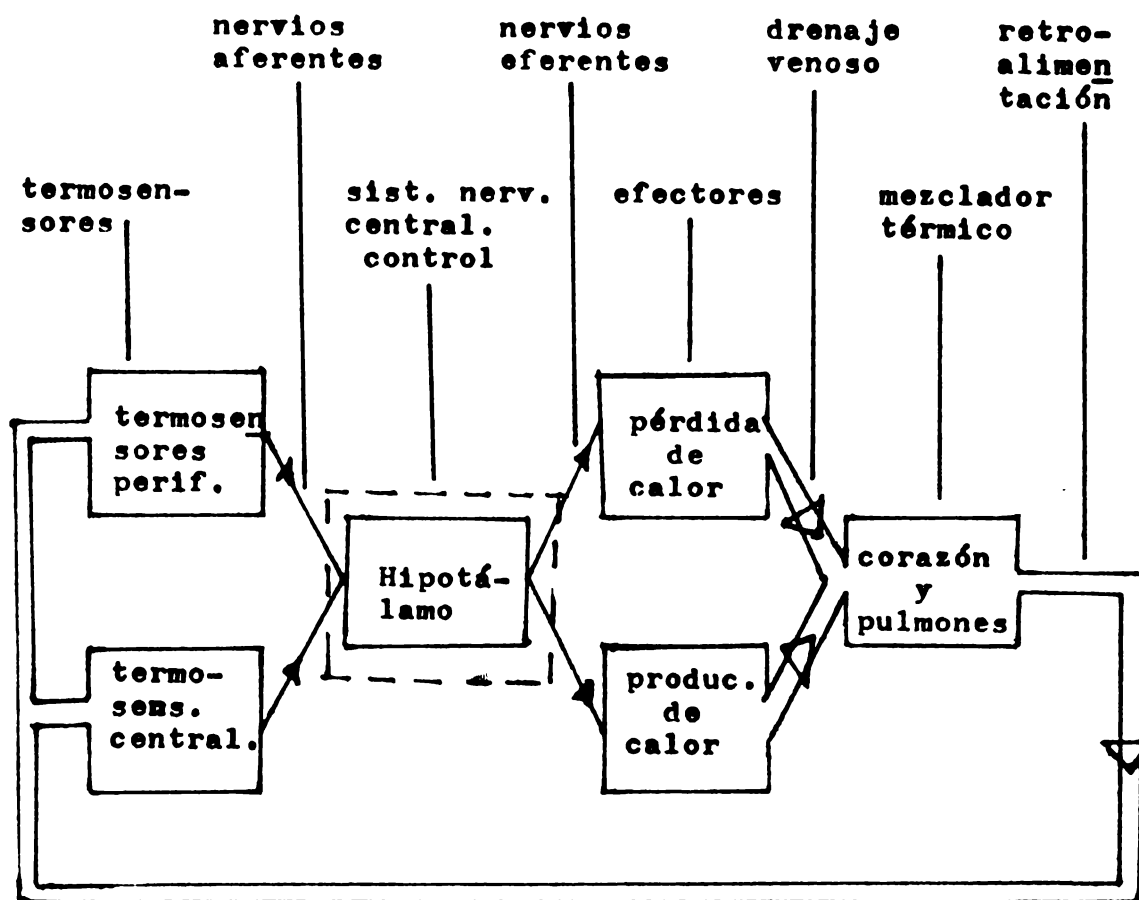 nervios
aferentes
nervios
eferentes
drenaje
venoso
retro-
alimen
tación
termosen-
sores
sist. nerv.
central.
control
efectores
mezclador
térmico
termosen
sores
perif.
Hipotá-
lamo
pérdida
de
calor
corazón
y
pulmones
termo-
sens.
central.
produc.
de
calor